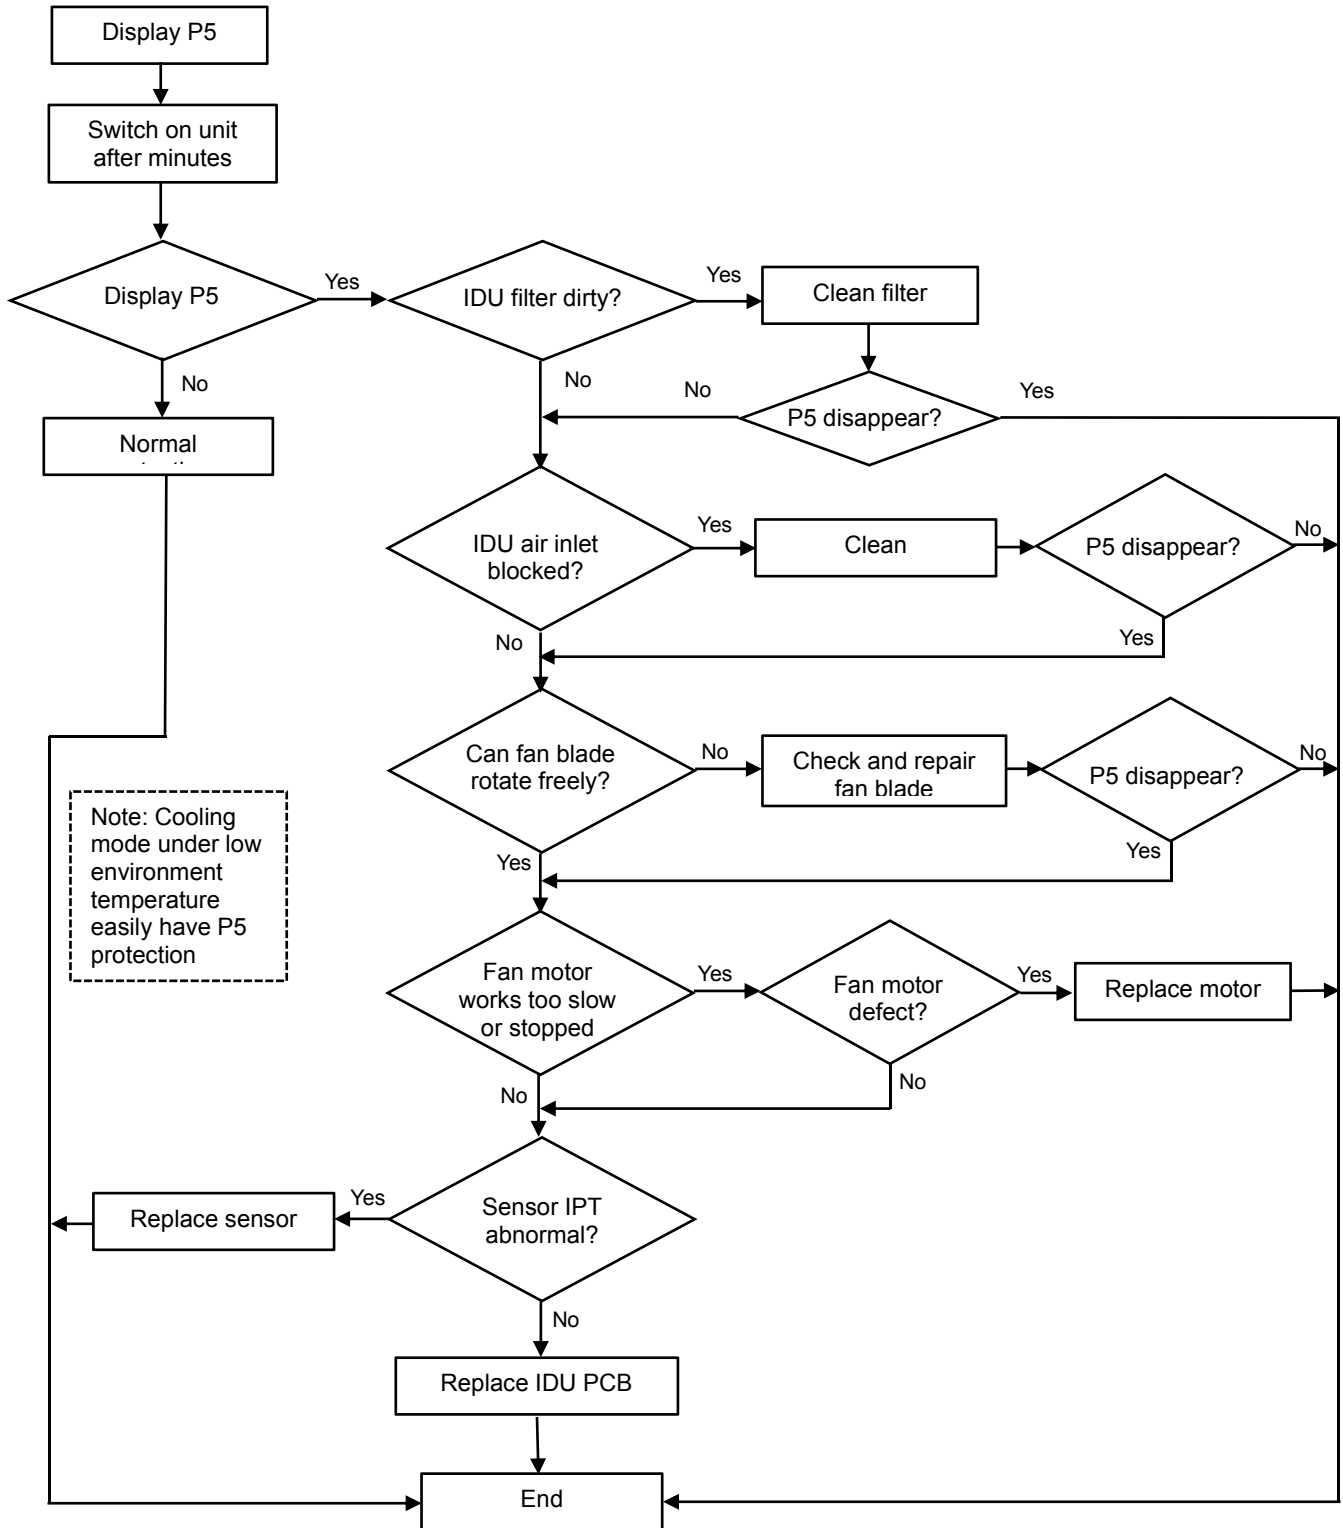 Display P5
Switch on unit
after minutes
Display P5
Yes
IDU filter dirty?
Yes
Clean filter
No
No
No
Yes
P5 disappear?
Normal
IDU air inlet
blocked?
Yes
Clean
P5 disappear?
No
No
Yes
Can fan blade
rotate freely?
No
Check and repair
fan blade
P5 disappear?
No
Yes
Yes
Note: Cooling
mode under low
environment
temperature
easily have P5
protection
Fan motor
works too slow
or stopped
Yes
Fan motor
defect?
Yes
Replace motor
No
No
Replace sensor
Yes
Sensor IPT
abnormal?
No
Replace IDU PCB
End